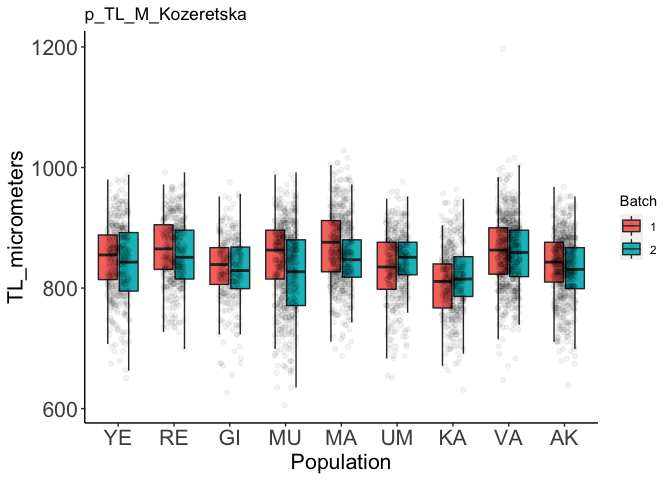 p_TL_M_Kozeretska
1200
1000
800
600
TL_micrometers
YE RE GI MU MA UM KA VA AK
Population
Batch
1
2